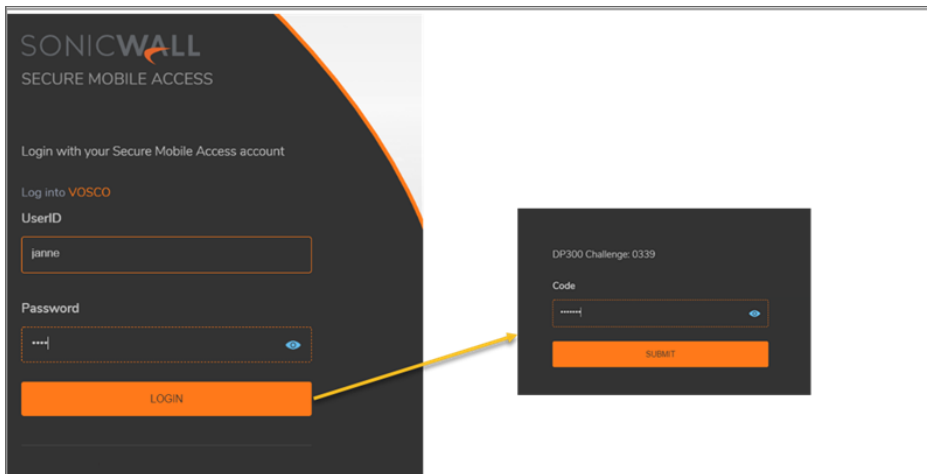 SONICWALL
SECURE MOBILE ACCESS
Login with your Secure Mobile Access account
Log into VOSCO
UserID
janne
Password
••••
LOGIN
DP300 Challenge: 0339
Code
•••••••
SUBMIT